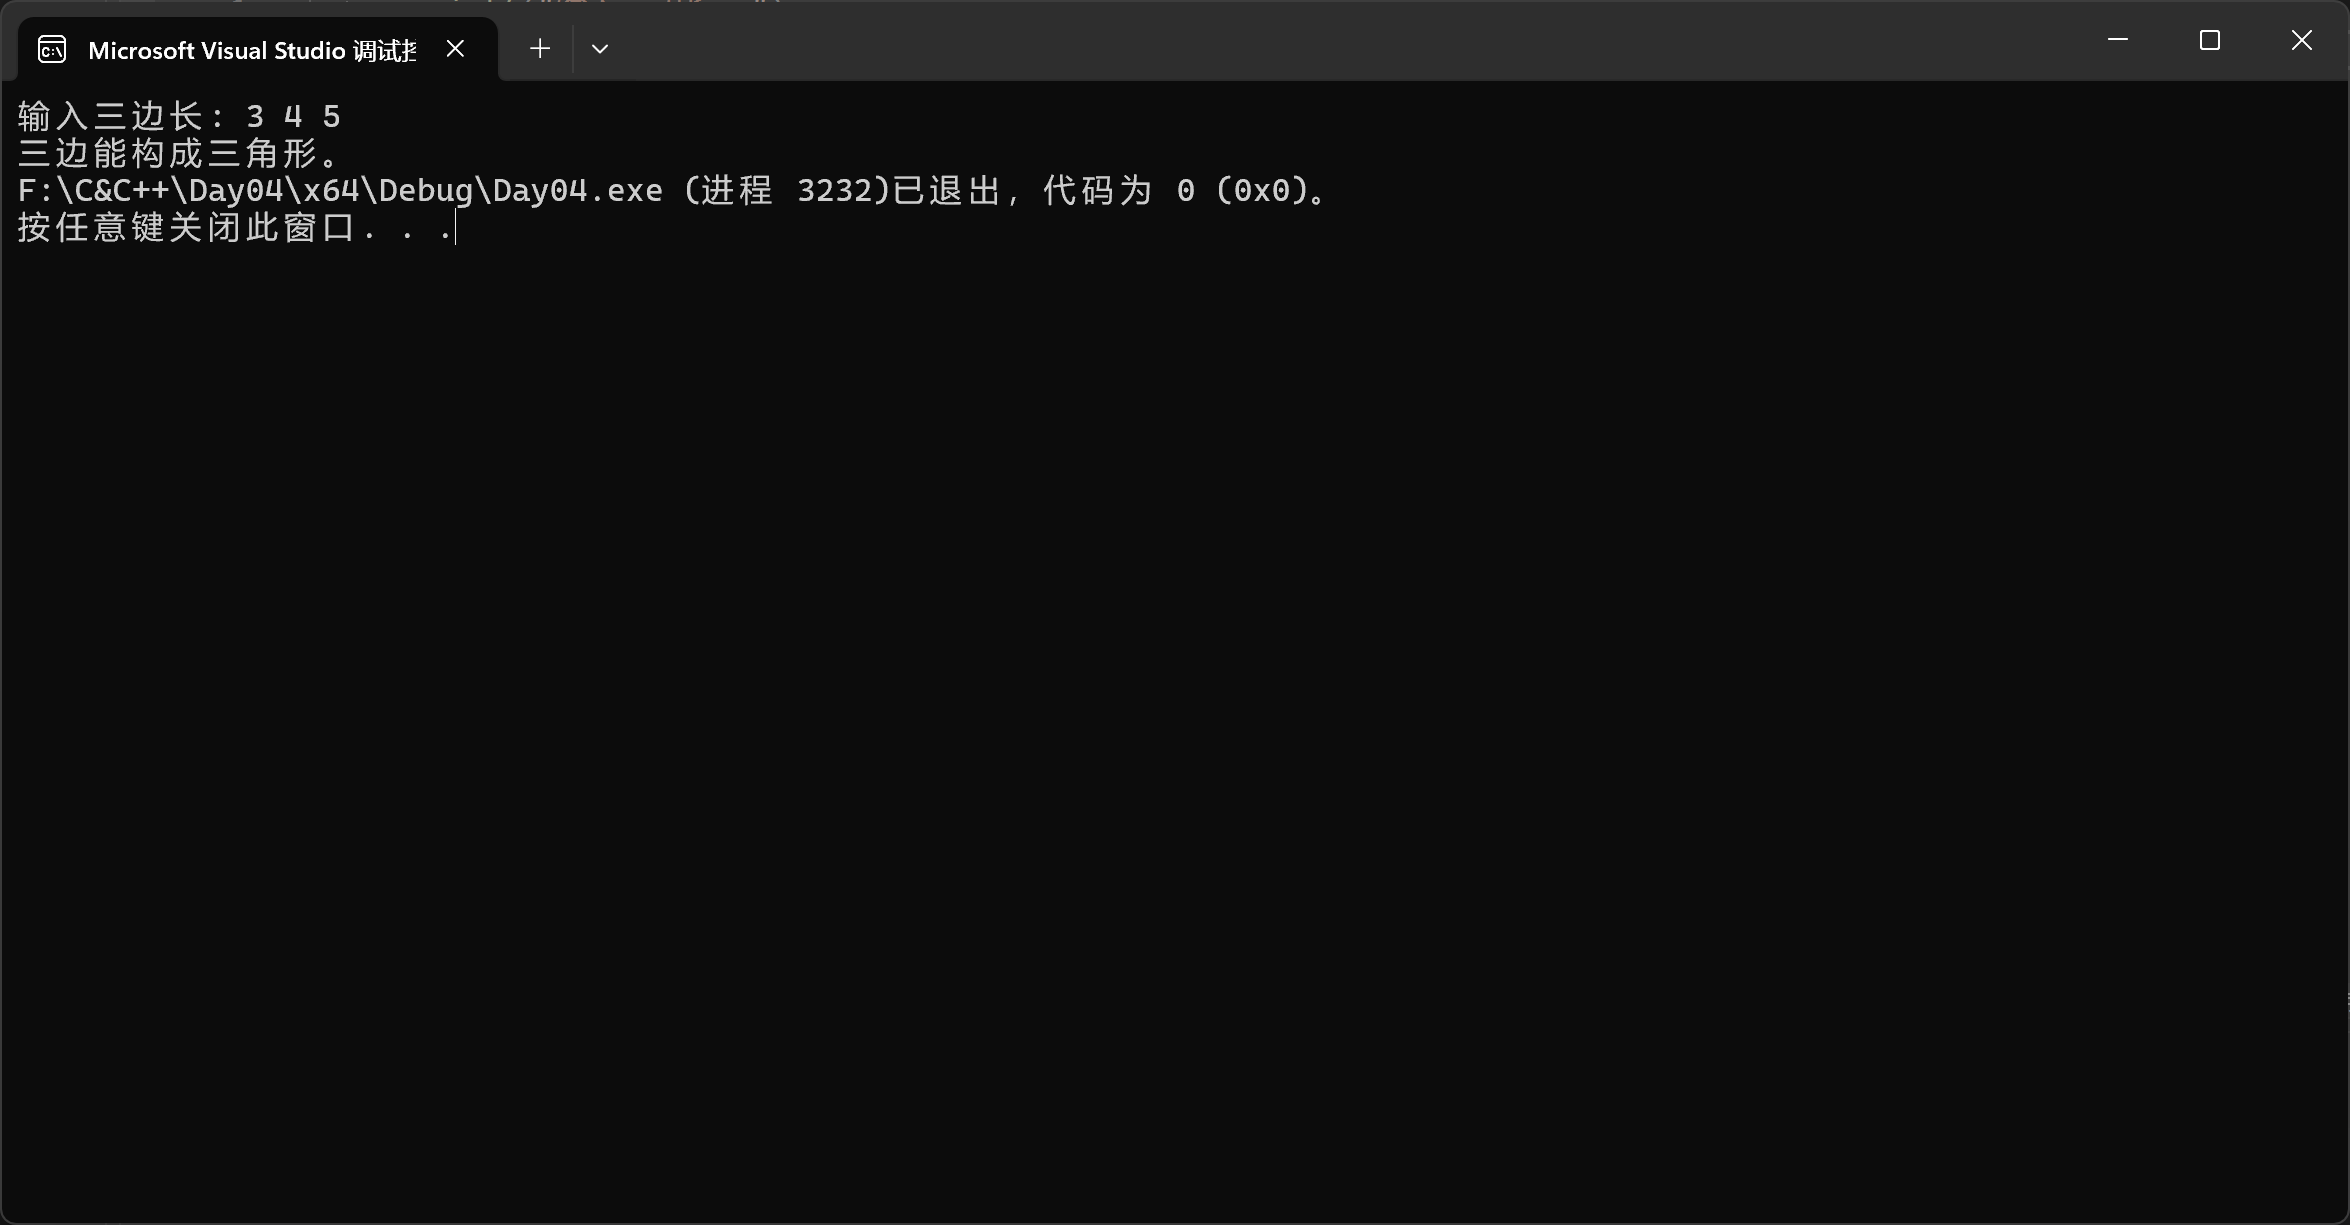 Microsoft Visual Studio 调试
输入三边长: 3 4 5
三边能构成三角形。
F:\C&C++\Day04\x64\Debug\Day04.exe (进程 3232)已退出, 代码为 0 (0x0)。
按任意键关闭此窗口. . .